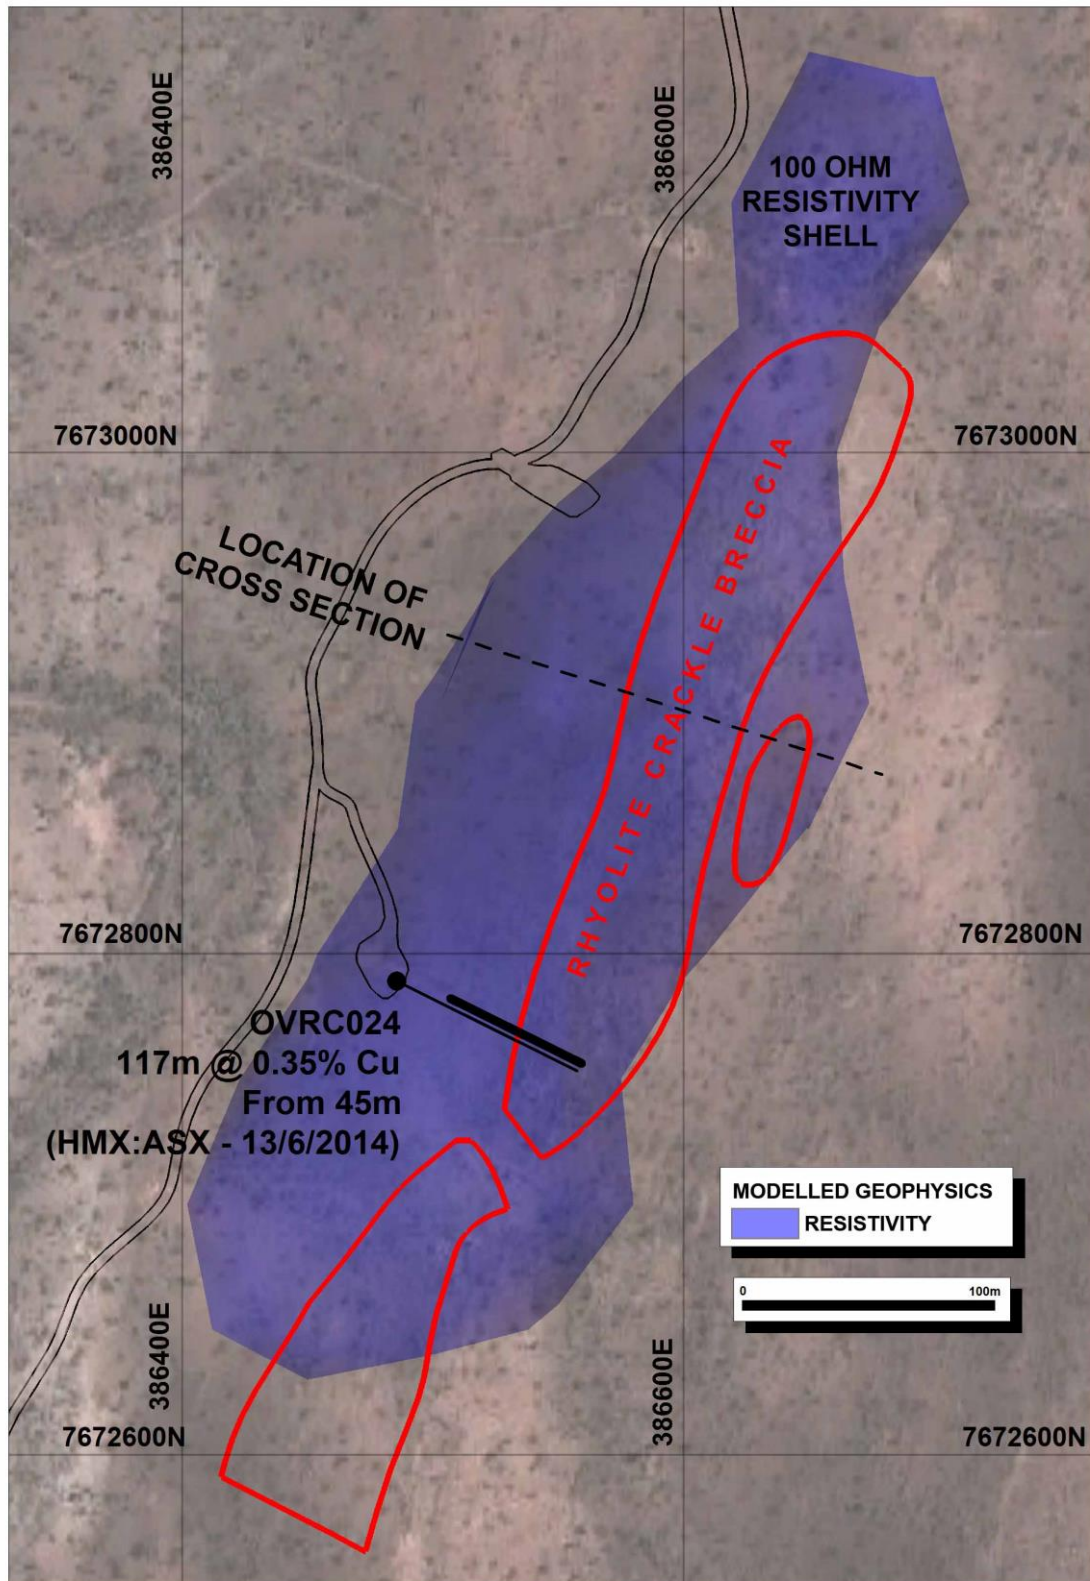 386400E
386600E
100 OHM
RESISTIVITY
SHELL
7673000N
7673000N
LOCATION OF
CROSS SECTION
RHYOLITE CRACKLE BRECCIA
7672800N
7672800N
OVRC024
117m @ 0.35% Cu
From 45m
(HMX:ASX - 13/6/2014)
MODELLED GEOPHYSICS
RESISTIVITY
0 100m
386400E
386600E
7672600N
7672600N